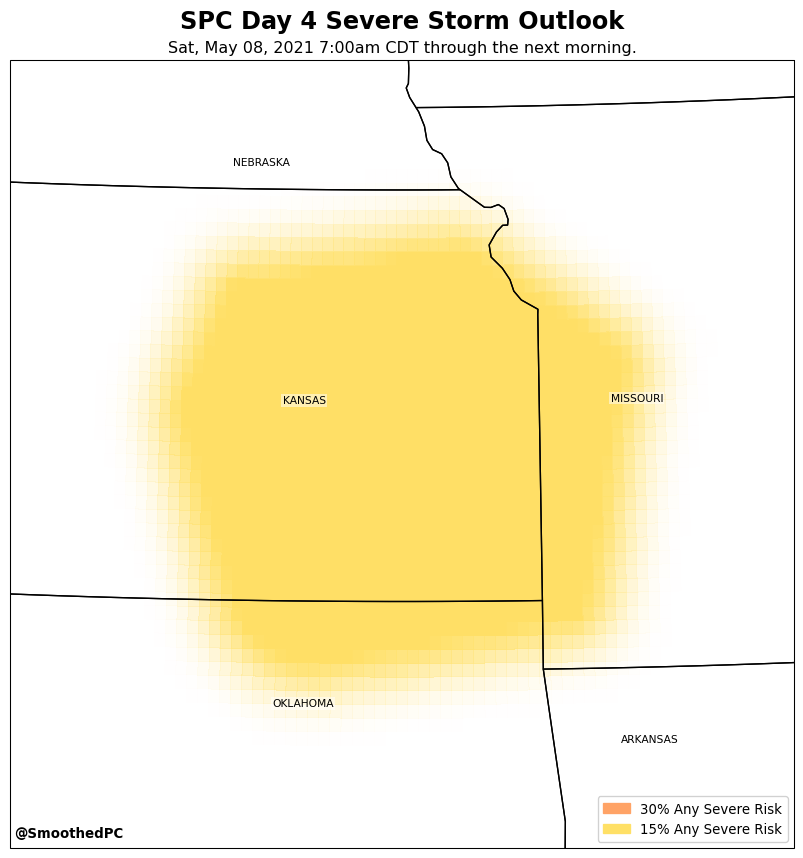 SPC Day 4 Severe Storm Outlook
Sat, May 08, 2021 7:00am CDT through the next morning.
NEBRASKA
KANSAS
MISSOURI
OKLAHOMA
ARKANSAS
30% Any Severe Risk
15% Any Severe Risk
@SmoothedPC